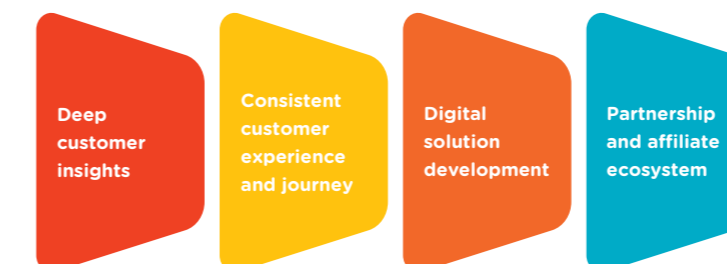 Deep
customer
insights
Consistent
customer
experience
and journey
Digital
solution
development
Partnership
and affiliate
ecosystem